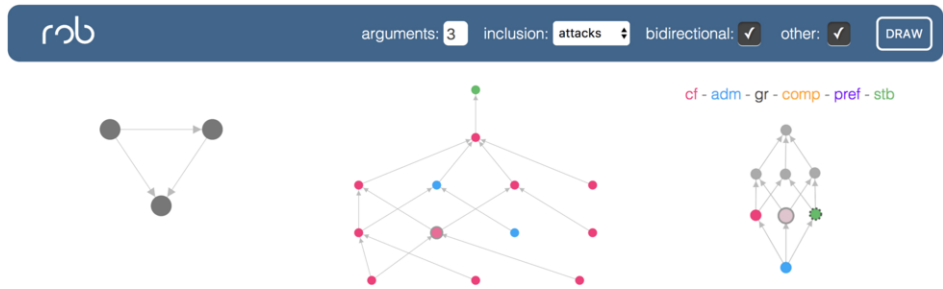 rob arguments: 3 inclusion: attacks bidirectional: ✓ other: ✓ DRAW
cf - adm - gr - comp - pref - stb